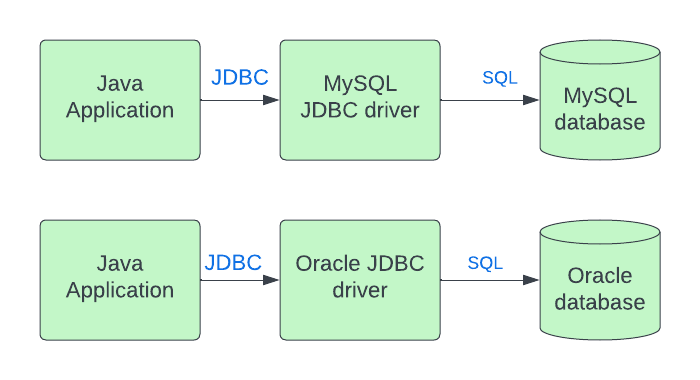 Java
Application
JDBC
MySQL
JDBC driver
SQL
MySQL
database
Java
Application
JDBC
Oracle JDBC
driver
SQL
Oracle
database